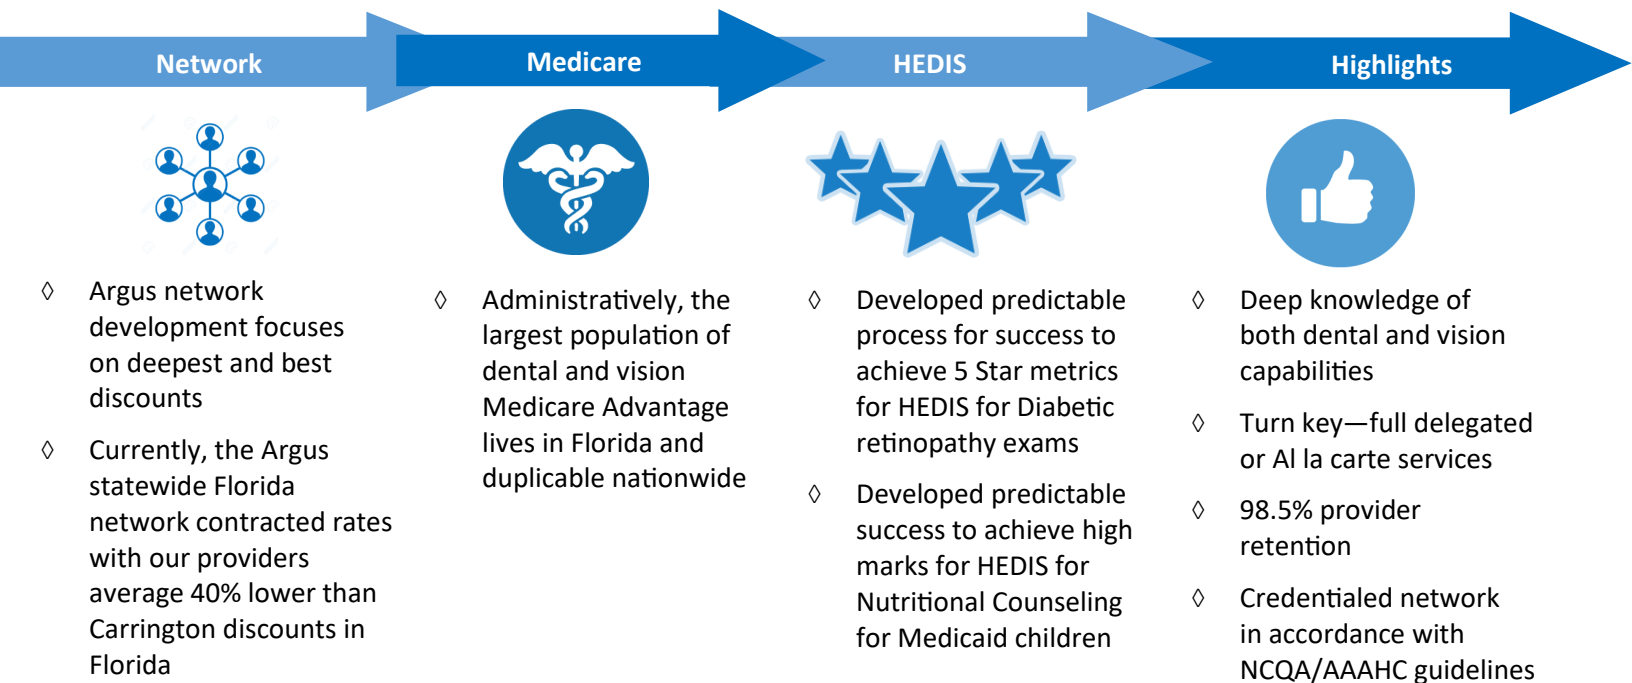 Network
Medicare
HEDIS
Highlights
◊ Argus network
development focuses
on deepest and best
discounts
◊ Currently, the Argus
statewide Florida
network contracted rates
with our providers
average 40% lower than
Carrington discounts in
Florida
◊ Administratively, the
largest population of
dental and vision
Medicare Advantage
lives in Florida and
duplicable nationwide
◊ Developed predictable
process for success to
achieve 5 Star metrics
for HEDIS for Diabetic
retinopathy exams
◊ Developed predictable
success to achieve high
marks for HEDIS for
Nutritional Counseling
for Medicaid children
◊ Deep knowledge of
both dental and vision
capabilities
◊ Turn key—full delegated
or Al la carte services
◊ 98.5% provider
retention
◊ Credentialed network
in accordance with
NCQA/AAAHC guidelines